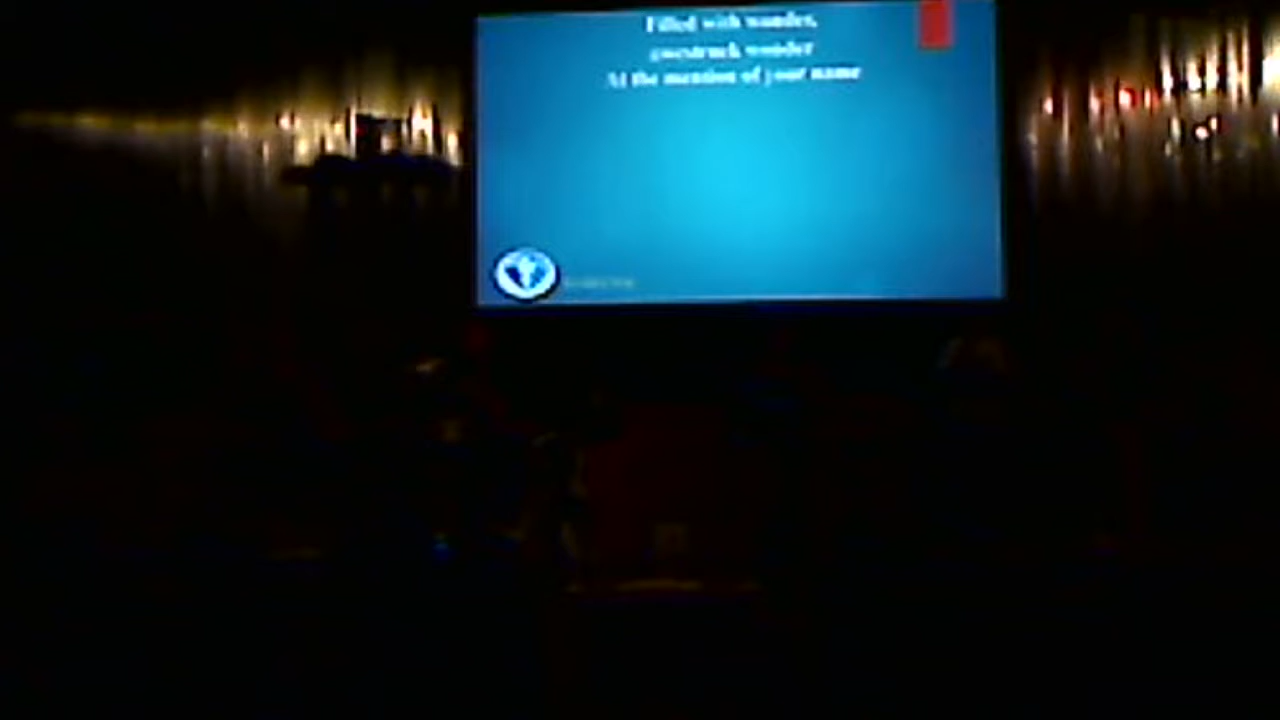 Filled with wonder,
awestruck wonder
At the mention of your name